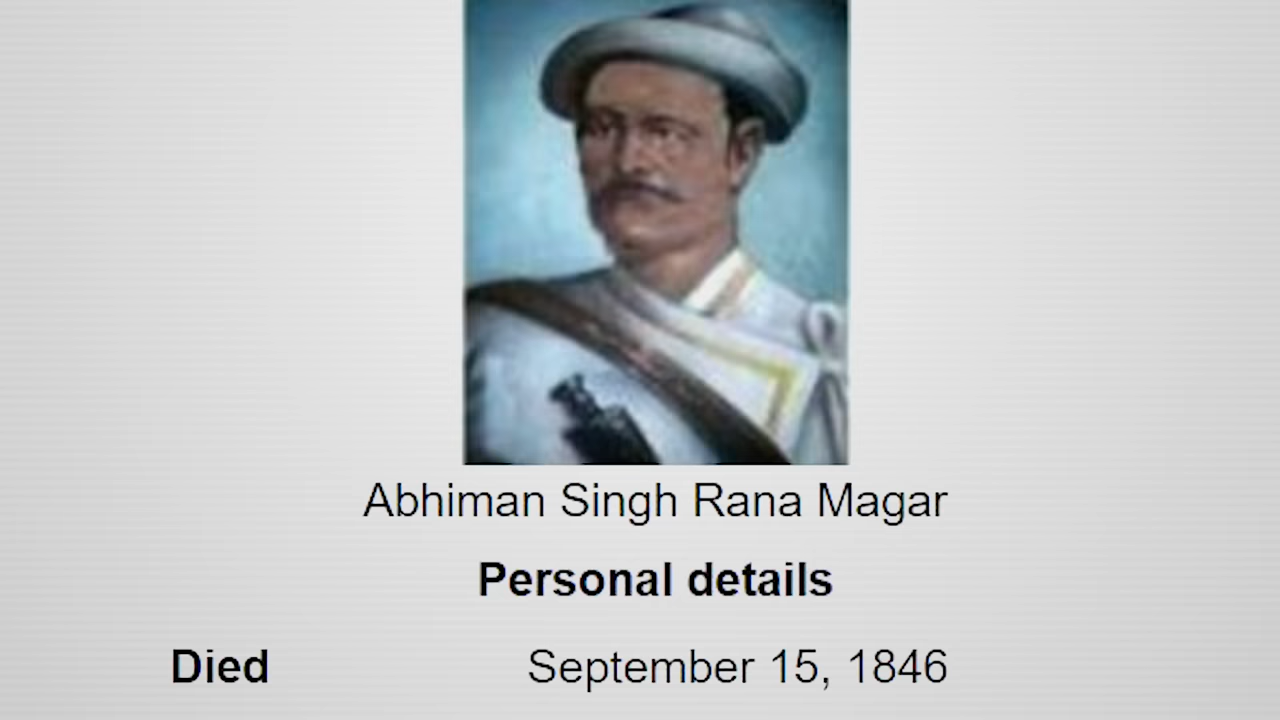 Abhiman Singh Rana Magar
Personal details
Died September 15, 1846